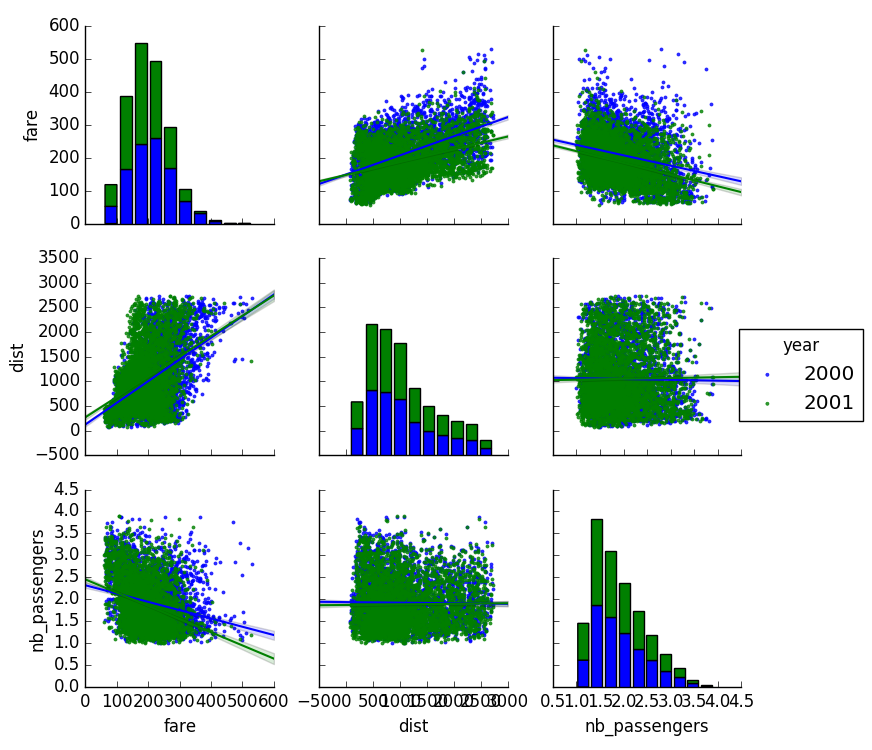 600
500
400
300
200
100
0
fare
3500
3000
2500
2000
1500
1000
500
0
−500
dist
year
2000
2001
4.5
4.0
3.5
3.0
2.5
2.0
1.5
1.0
0.5
0.0
nb_passengers
0 100 200 300 400 500 600
−500 0 500 1000 1500 2000 2500 3000
0.5 1.0 1.5 2.0 2.5 3.0 3.5 4.0 4.5
fare
dist
nb_passengers